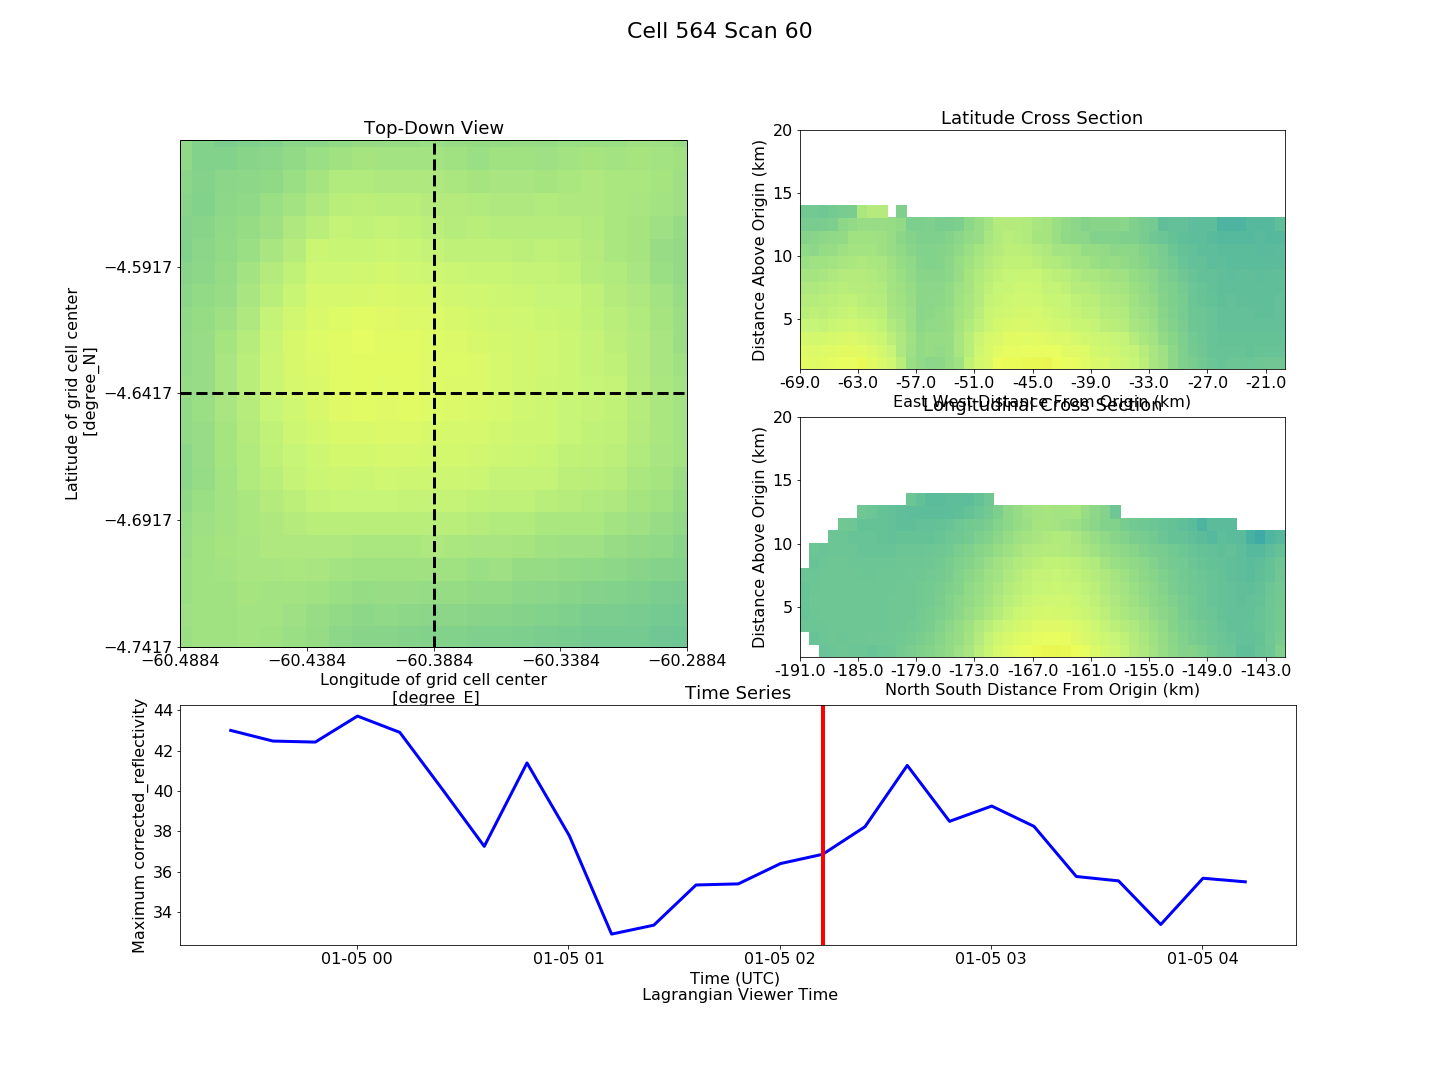 Cell 564 Scan 60
Top-Down View
−4.5917
−4.6417
−4.6917
−4.7417
Latitude of grid cell center
[degree_N]
−60.4884 −60.4384 −60.3884 −60.3384 −60.2884
Longitude of grid cell center
[degree_E]
Latitude Cross Section
20
15
10
5
Distance Above Origin (km)
-69.0 -63.0 -57.0 -51.0 -45.0 -39.0 -33.0 -27.0 -21.0
East West Distance From Origin (km)
Longitudinal Cross Section
20
15
10
5
Distance Above Origin (km)
-191.0 -185.0 -179.0 -173.0 -167.0 -161.0 -155.0 -149.0 -143.0
North South Distance From Origin (km)
Time Series
44
42
40
38
36
34
Maximum corrected_reflectivity
01-05 00 01-05 01 01-05 02 01-05 03 01-05 04
Time (UTC)
Lagrangian Viewer Time